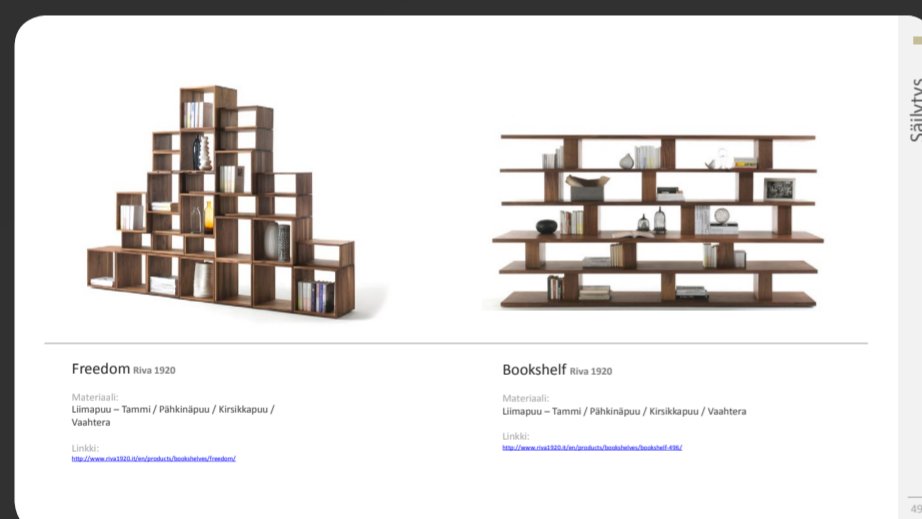 Säilytys
Freedom Riva 1920
Materiaali:
Liimapuu – Tammi / Pähkinäpuu / Kirsikkapuu /
Vaahtera
Linkki:
http://www.riva1920.it/en/products/bookshelves/freedom/
Bookshelf Riva 1920
Materiaali:
Liimapuu – Tammi / Pähkinäpuu / Kirsikkapuu / Vaahtera
Linkki:
http://www.riva1920.it/en/products/bookshelves/bookshelf-496/
49